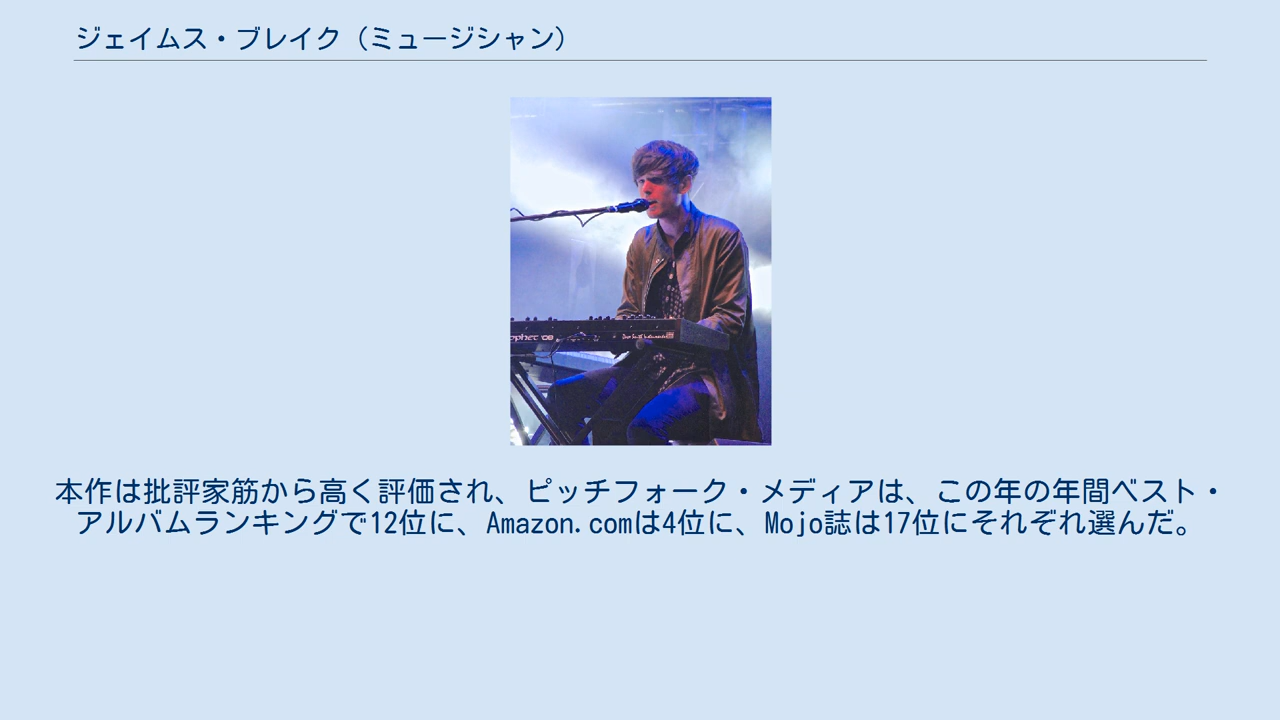 ジェイムス・ブレイク（ミュージシャン）
本作は批評家筋から高く評価され、ピッチフォーク・メディアは、この年の年間ベスト・
アルバムランキングで12位に、Amazon.comは4位に、Mojo誌は17位にそれぞれ選んだ。